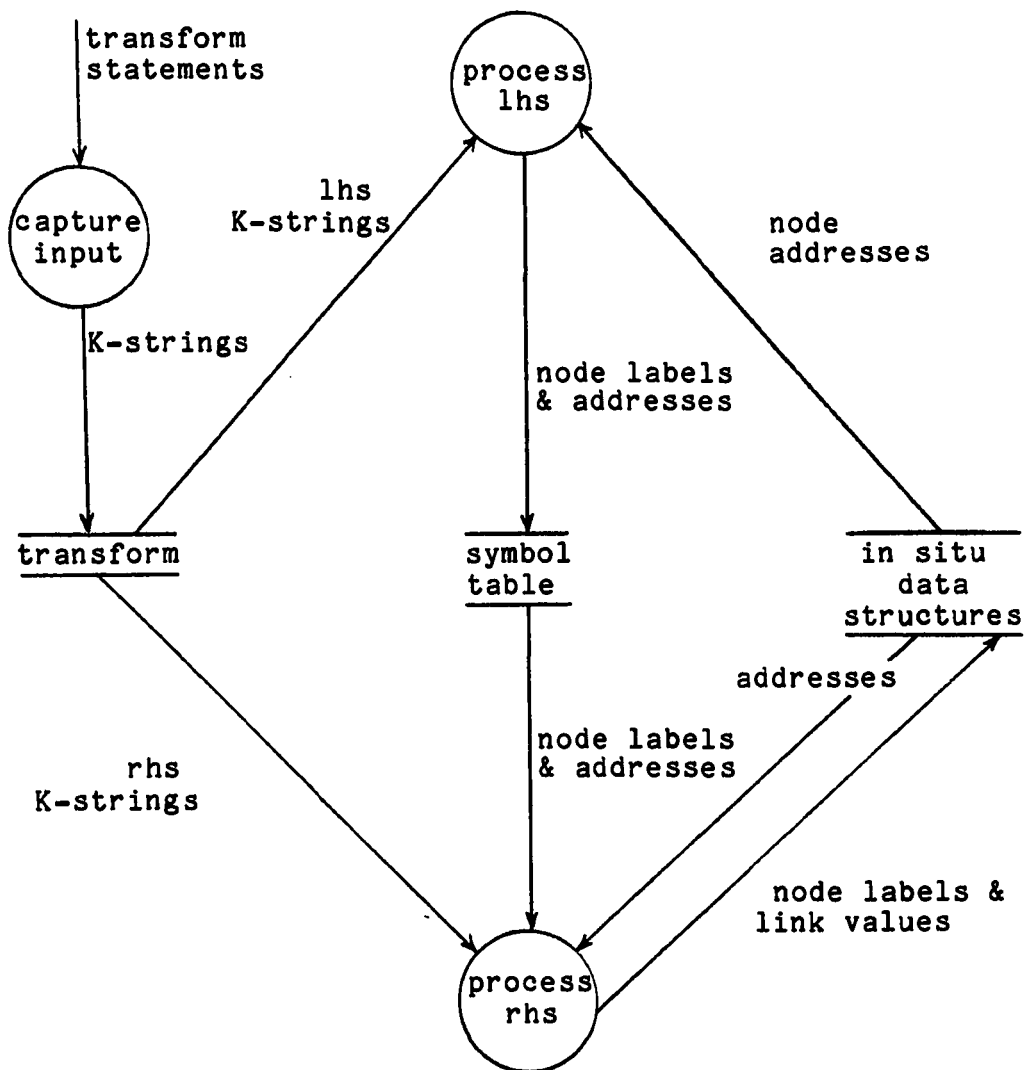 transform
statements
process
lhs
capture
input
lhs
K-strings
node
addresses
K-strings
node labels
& addresses
transform
symbol
table
in situ
data
structures
addresses
node labels
& addresses
rhs
K-strings
node labels &
link values
process
rhs